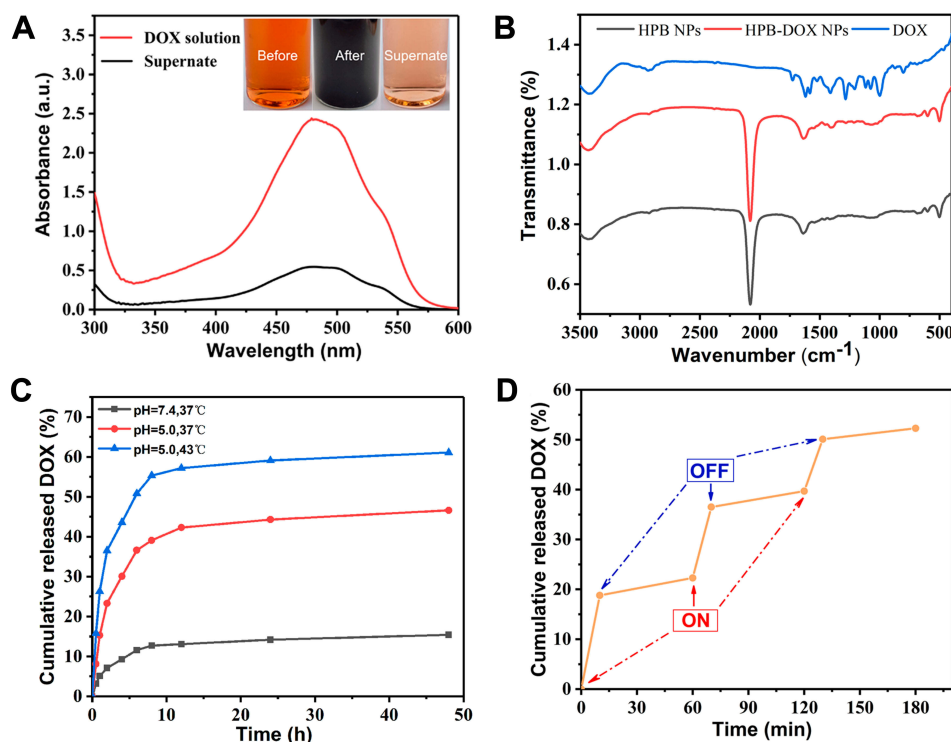 A
DOX solution
Supernate
Before
After
Supernate
3.5
3.0
2.5
2.0
1.5
1.0
0.5
0.0
300
350
400
450
500
550
600
Absorbance (a.u.)
Wavelength (nm)
B
HPB NPs
HPB-DOX NPs
DOX
1.4
1.2
1.0
0.8
0.6
3500
3000
2500
2000
1500
1000
500
Transmittance (%)
Wavenumber (cm-1)
C
pH=7.4,37℃
pH=5.0,37℃
pH=5.0,43℃
70
60
50
40
30
20
10
0
0
10
20
30
40
50
Cumulative released DOX (%)
Time (h)
D
OFF
ON
60
50
40
30
20
10
0
0
30
60
90
120
150
180
Cumulative released DOX (%)
Time (min)